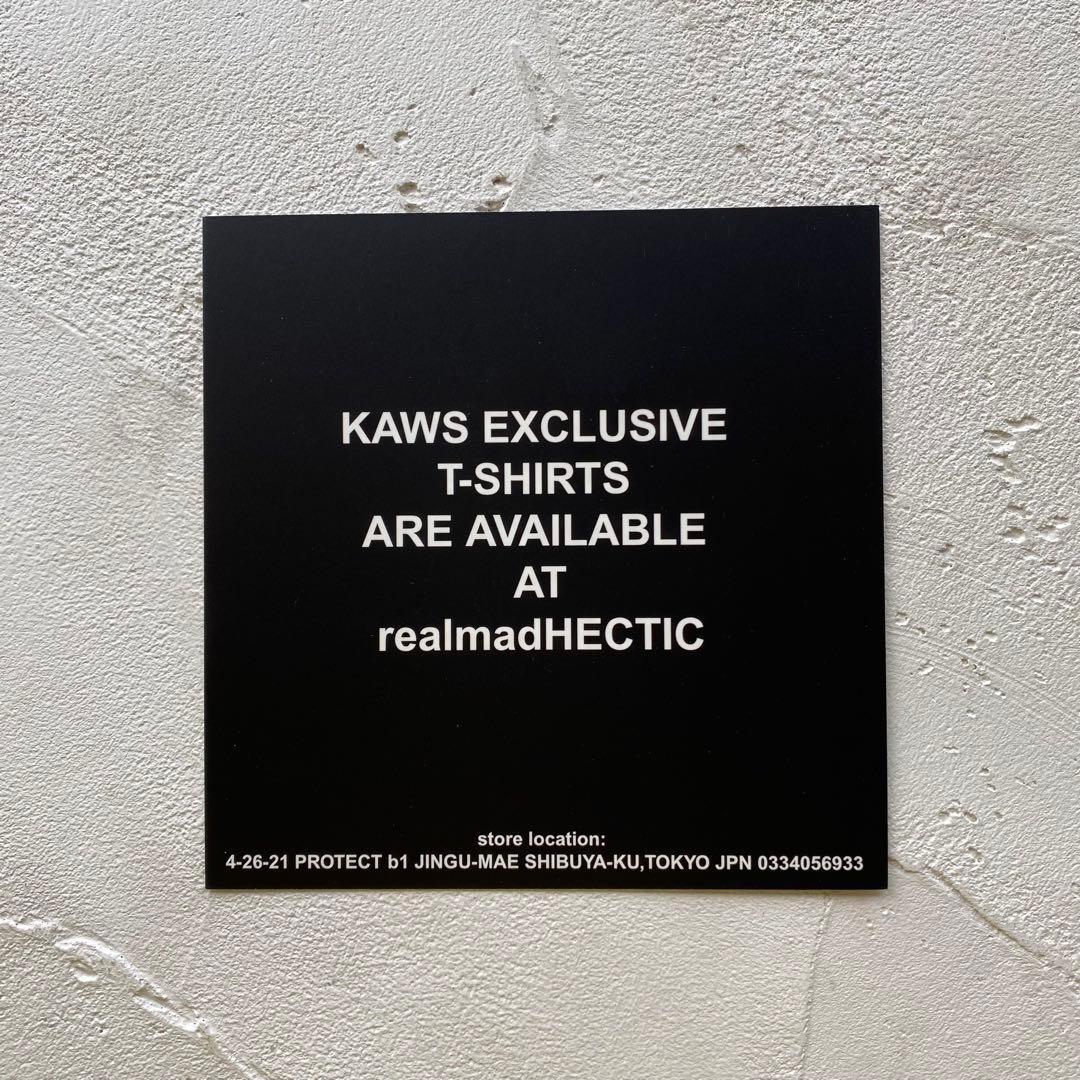 KAWS EXCLUSIVE
T-SHIRTS
ARE AVAILABLE
AT
realmadHECTIC
store location:
4-26-21 PROTECT b1 JINGU-MAE SHIBUYA-KU,TOKYO JPN 0334056933